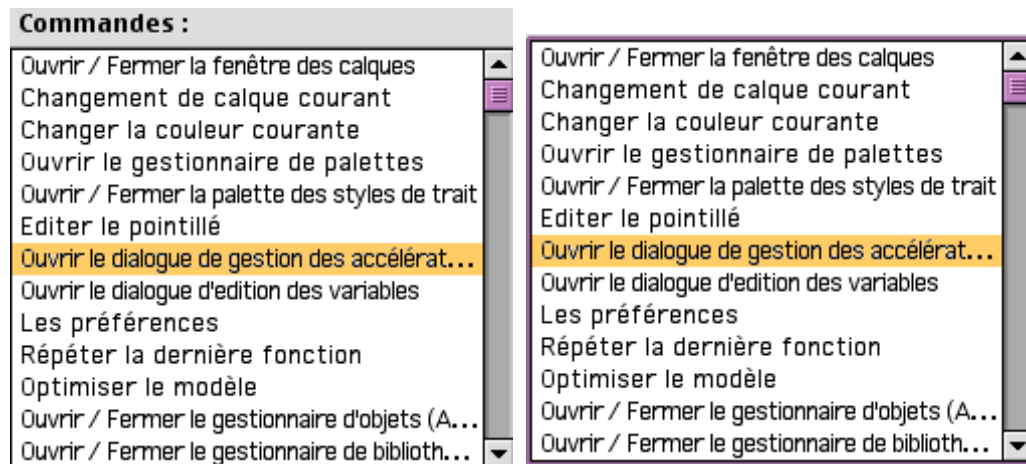 Commandes :
Ouvrir / Fermer la fenêtre des calques
Changement de calque courant
Changer la couleur courante
Ouvrir le gestionnaire de palettes
Ouvrir / Fermer la palette des styles de trait
Editer le pointillé
Ouvrir le dialogue de gestion des accélérat...
Ouvrir le dialogue d'edition des variables
Les préférences
Répéter la dernière fonction
Optimiser le modèle
Ouvrir / Fermer le gestionnaire d'objets (A...
Ouvrir / Fermer le gestionnaire de biblioth...
Ouvrir / Fermer la fenêtre des calques
Changement de calque courant
Changer la couleur courante
Ouvrir le gestionnaire de palettes
Ouvrir / Fermer la palette des styles de trait
Editer le pointillé
Ouvrir le dialogue de gestion des accélérat...
Ouvrir le dialogue d'edition des variables
Les préférences
Répéter la dernière fonction
Optimiser le modèle
Ouvrir / Fermer le gestionnaire d'objets (A...
Ouvrir / Fermer le gestionnaire de biblioth...